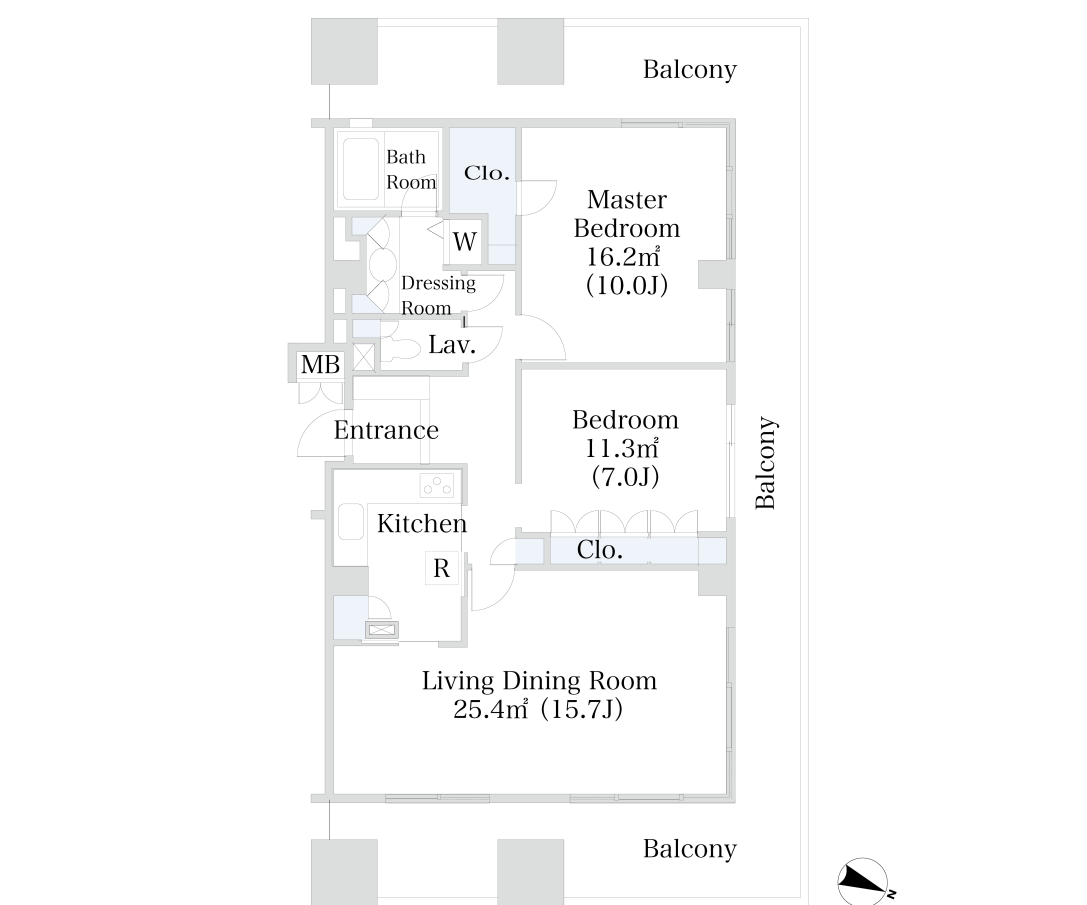 Balcony
Bath
Room
Clo.
Master
Bedroom
16.2㎡
(10.0J)
W
Dressing
Room
Lav.
MB
Entrance
Bedroom
11.3㎡
(7.0J)
Balcony
Kitchen
Clo.
R
Living Dining Room
25.4㎡ (15.7J)
Balcony
N